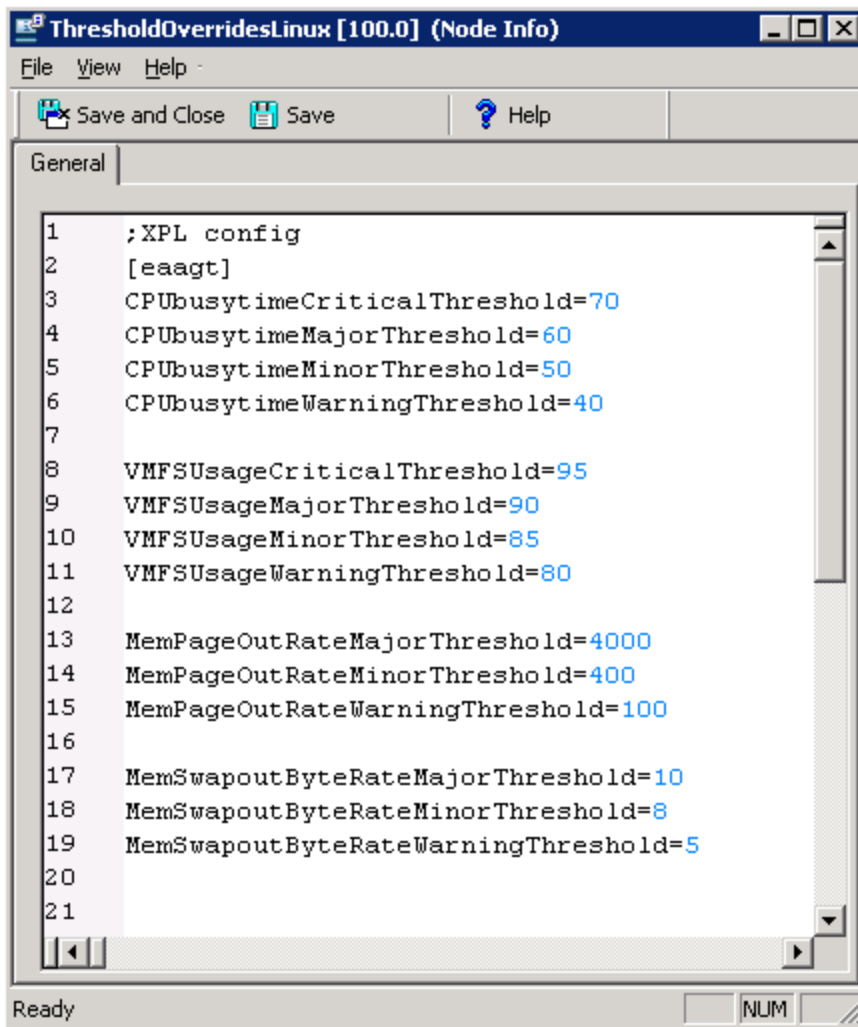 ThresholdOverridesLinux [100.0] (Node Info)
File View Help
Save and Close Save Help
General
1 ;XPL config
2 [eaagt]
3 CPUbusytimeCriticalThreshold=70
4 CPUbusytimeMajorThreshold=60
5 CPUbusytimeMinorThreshold=50
6 CPUbusytimeWarningThreshold=40
7
8 VMFSUsageCriticalThreshold=95
9 VMFSUsageMajorThreshold=90
10 VMFSUsageMinorThreshold=85
11 VMFSUsageWarningThreshold=80
12
13 MemPageOutRateMajorThreshold=4000
14 MemPageOutRateMinorThreshold=400
15 MemPageOutRateWarningThreshold=100
16
17 MemSwapoutByteRateMajorThreshold=10
18 MemSwapoutByteRateMinorThreshold=8
19 MemSwapoutByteRateWarningThreshold=5
20
21
Ready NUM